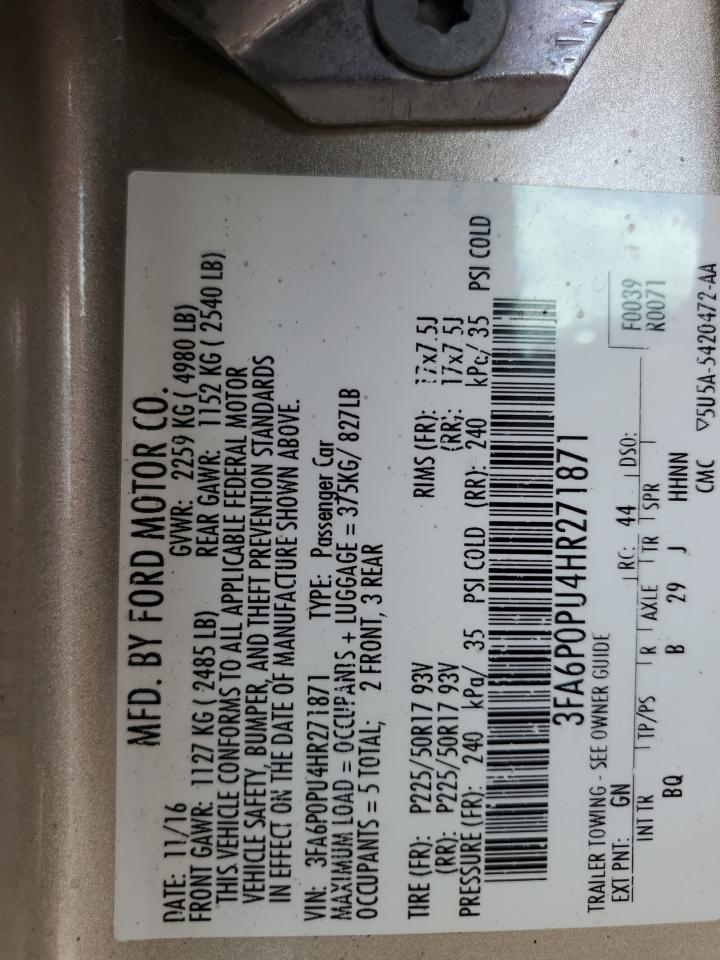 MFD. BY FORD MOTOR CO.
DATE: 11/16 GVWR: 2259 KG ( 4980 LB)
FRONT GAWR: 1127 KG ( 2485 LB) REAR GAWR: 1152 KG ( 2540 LB)
THIS VEHICLE CONFORMS TO ALL APPLICABLE FEDERAL MOTOR
VEHICLE SAFETY, BUMPER, AND THEFT PREVENTION STANDARDS
IN EFFECT ON THE DATE OF MANUFACTURE SHOWN ABOVE.
VIN: 3FA6P0PU4HR271871 TYPE: Passenger Car
MAXIMUM LOAD = OCCUPANTS + LUGGAGE = 375KG/ 827LB
OCCUPANTS = 5 TOTAL; 2 FRONT, 3 REAR
TIRE (FR): P225/50R17 93V RIMS (FR): 17x7.5J
(RR): P225/50R17 93V (RR): 17x7.5J
PRESSURE (FR): 240 kPa/ 35 PSI COLD (RR): 240 kPa/ 35 PSI COLD
3FA6P0PU4HR271871
TRAILER TOWING - SEE OWNER GUIDE F0039
EXT PNT: GN RC: 44 DSO: R0071
INT TR TP/PS R AXLE TR SPR
BQ B 29 J HHNN
CMC ▽5U5A-5420472-AA